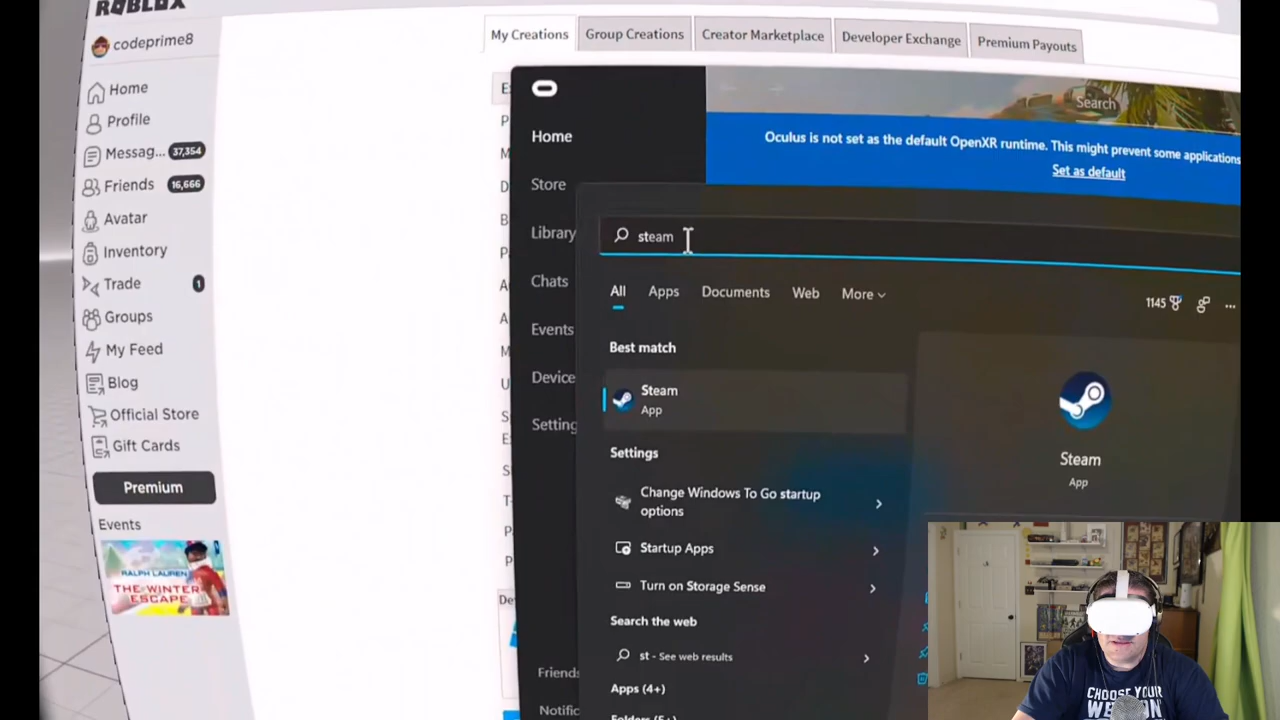 ROBLOX
codeprime8
Home
Profile
Messag... 37,354
Friends 16,666
Avatar
Inventory
Trade 1
Groups
My Feed
Blog
Official Store
Gift Cards
Premium
Events
RALPH LAUREN
THE WINTER
ESCAPE
My Creations
Group Creations
Creator Marketplace
Developer Exchange
Premium Payouts
Home
Store
Library
Chats
Events
Device
Setting
Friends
Notific
Search
Oculus is not set as the default OpenXR runtime. This might prevent some applications
Set as default
steam
All
Apps
Documents
Web
More
1145
...
Best match
Steam
App
Settings
Change Windows To Go startup
options
Startup Apps
Turn on Storage Sense
Search the web
st - See web results
Apps (4+)
Folders (5+)
Steam
App
CHOOSE YOUR
WEAPON